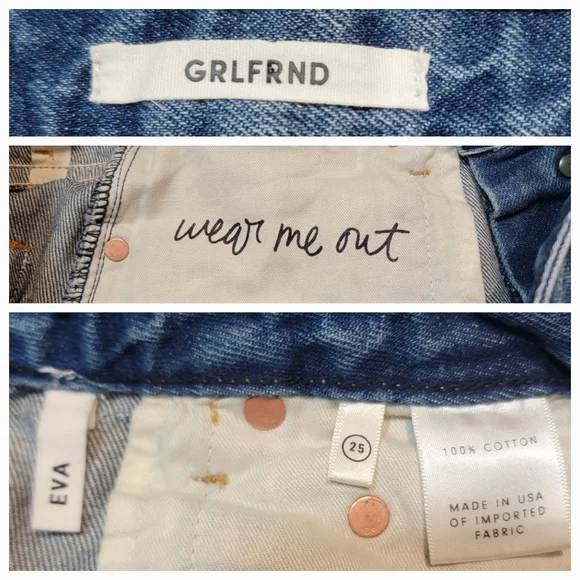 GRLFRND
wear me out
EVA
25
100% COTTON
MADE IN USA
OF IMPORTED
FABRIC